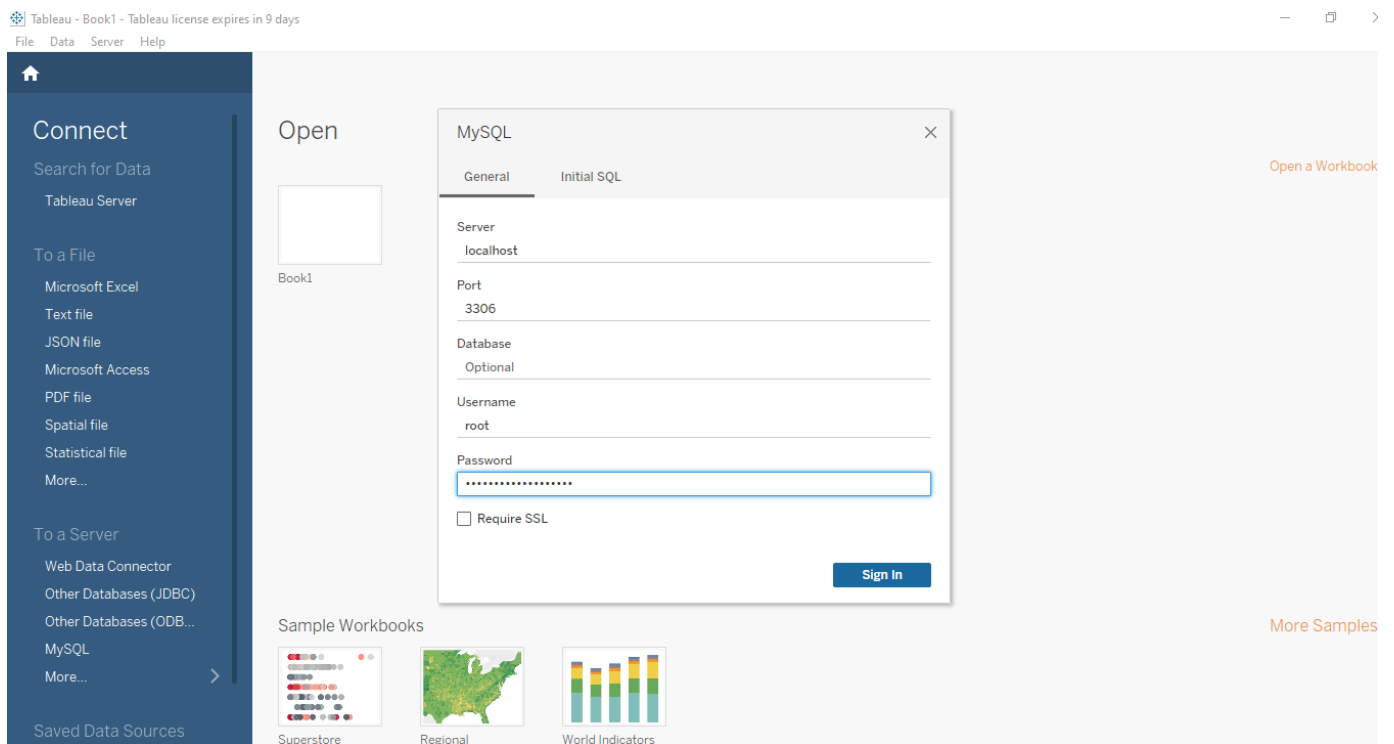 Tableau - Book1 - Tableau license expires in 9 days
File Data Server Help
Connect
Search for Data
Tableau Server
To a File
Microsoft Excel
Text file
JSON file
Microsoft Access
PDF file
Spatial file
Statistical file
More...
To a Server
Web Data Connector
Other Databases (JDBC)
Other Databases (ODB...
MySQL
More...
Saved Data Sources
Open
Open a Workbook
Book1
MySQL
General Initial SQL
Server
localhost
Port
3306
Database
Optional
Username
root
Password
•••••••••••••••••••
Require SSL
Sign In
Sample Workbooks
More Samples
Superstore Regional World Indicators